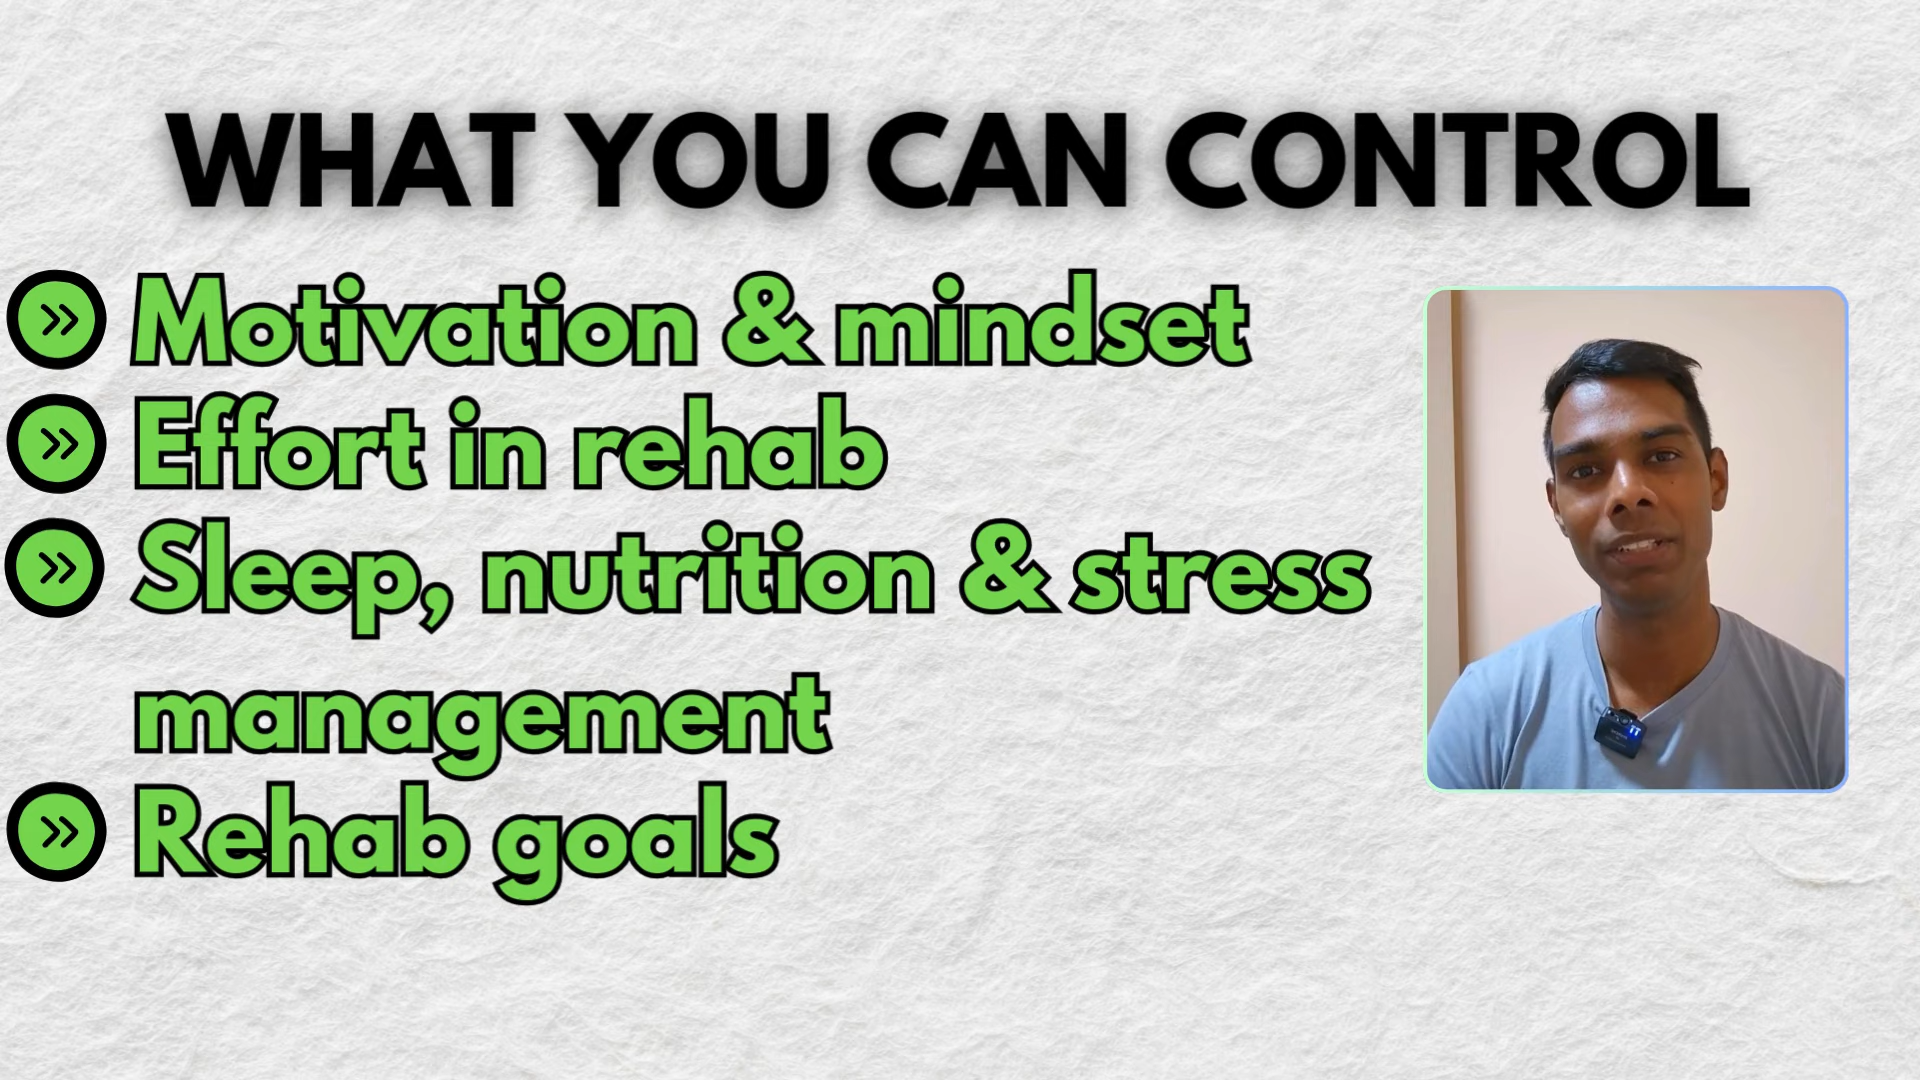 WHAT YOU CAN CONTROL
Motivation & mindset
Effort in rehab
Sleep, nutrition & stress
management
Rehab goals